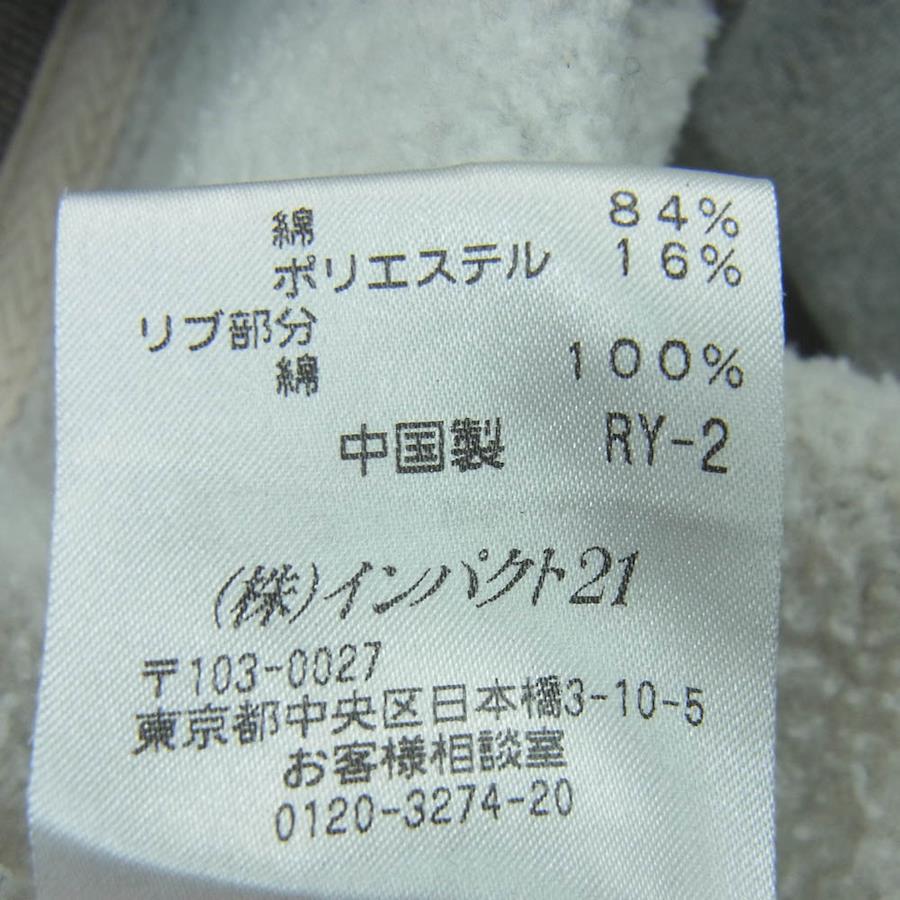 綿 84%
ポリエステル 16%
リブ部分
綿 100%
中国製 RY-2
(株)インパクト21
〒103-0027
東京都中央区日本橋3-10-5
お客様相談室
0120-3274-20